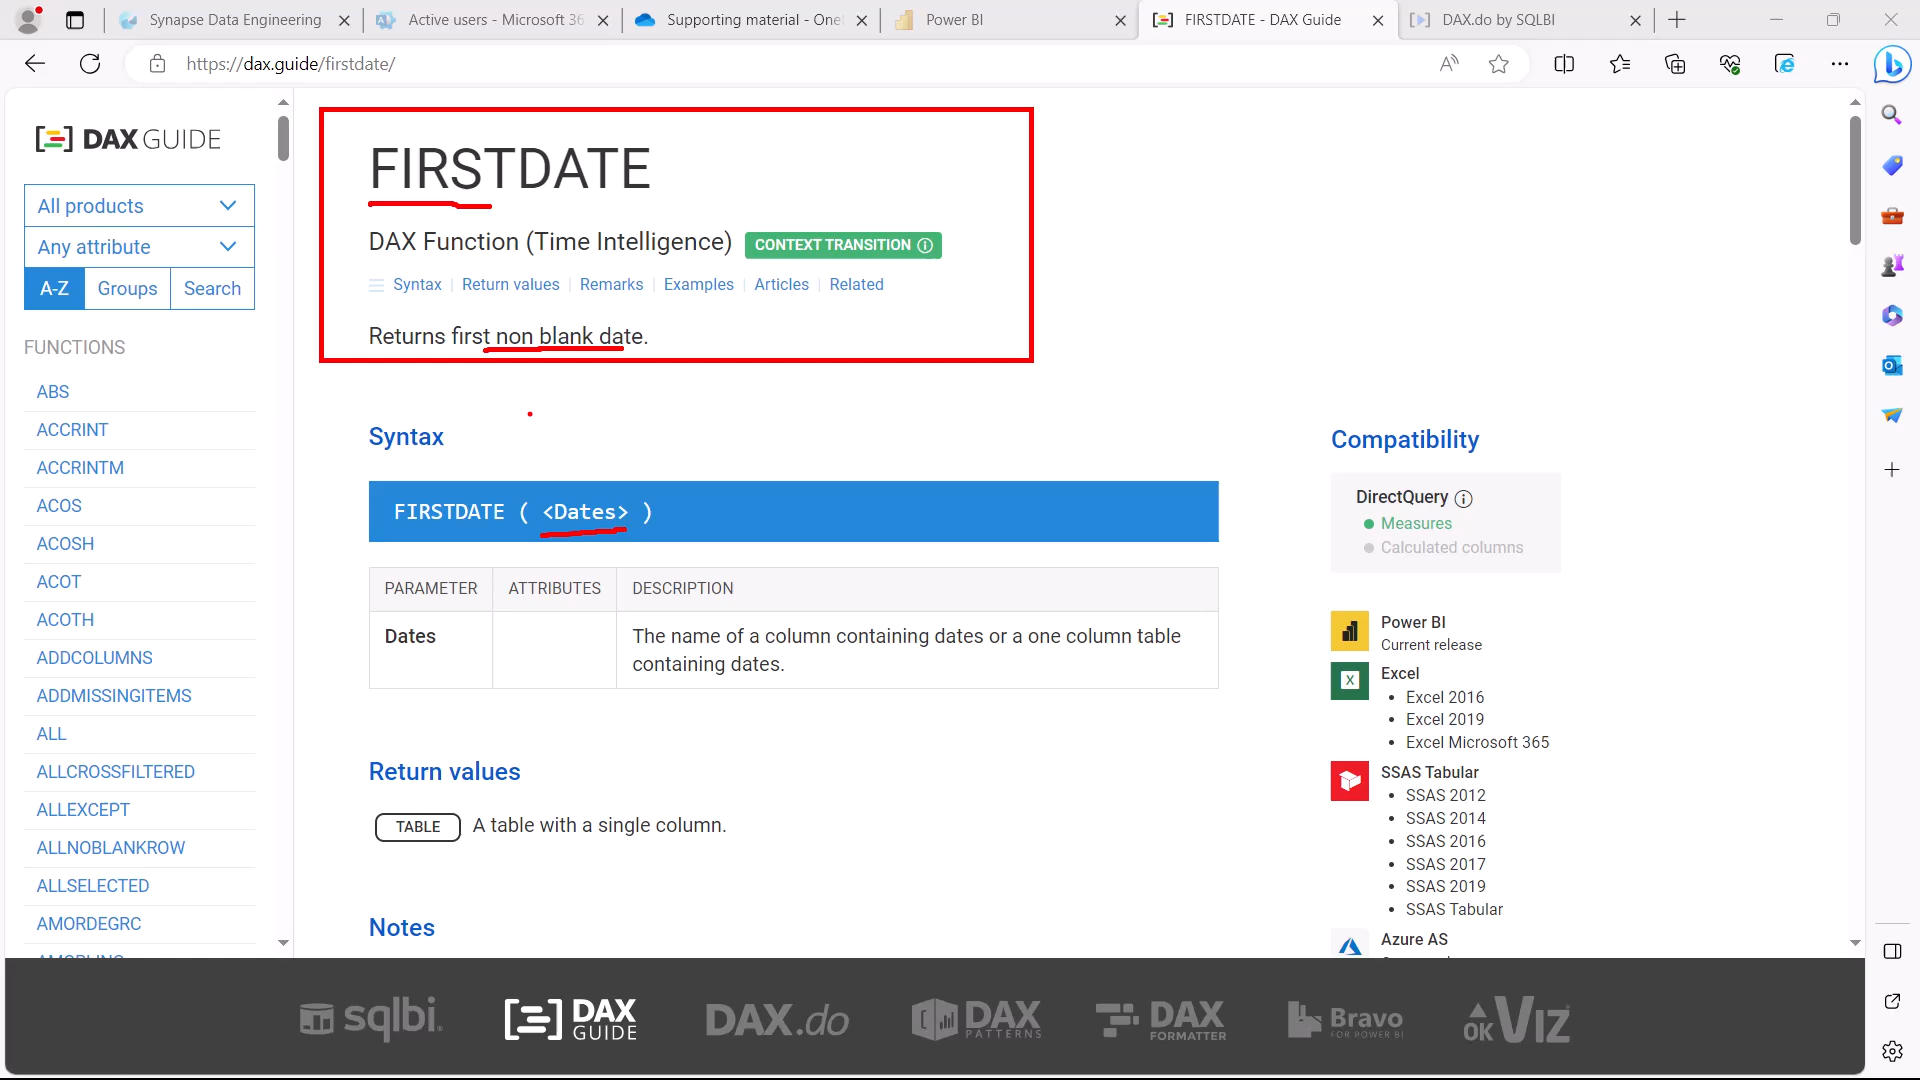 Synapse Data Engineering
Active users - Microsoft 36
Supporting material - One
Power BI
FIRSTDATE - DAX Guide
DAX.do by SQLBI
https://dax.guide/firstdate/
DAX GUIDE
All products
Any attribute
A-Z
Groups
Search
FUNCTIONS
ABS
ACCRINT
ACCRINTM
ACOS
ACOSH
ACOT
ACOTH
ADDCOLUMNS
ADDMISSINGITEMS
ALL
ALLCROSSFILTERED
ALLEXCEPT
ALLNOBLANKROW
ALLSELECTED
AMORDEGRC
FIRSTDATE
DAX Function (Time Intelligence) CONTEXT TRANSITION
Syntax | Return values | Remarks | Examples | Articles | Related
Returns first non blank date.
Syntax
FIRSTDATE ( <Dates> )
PARAMETER ATTRIBUTES DESCRIPTION
Dates The name of a column containing dates or a one column table
containing dates.
Return values
TABLE A table with a single column.
Notes
Compatibility
DirectQuery
Measures
Calculated columns
Power BI
Current release
Excel
• Excel 2016
• Excel 2019
• Excel Microsoft 365
SSAS Tabular
• SSAS 2012
• SSAS 2014
• SSAS 2016
• SSAS 2017
• SSAS 2019
• SSAS Tabular
Azure AS
sqlbi.
DAX
GUIDE
DAX.do
DAX
PATTERNS
DAX
FORMATTER
Bravo
FOR POWER BI
OK VIZ